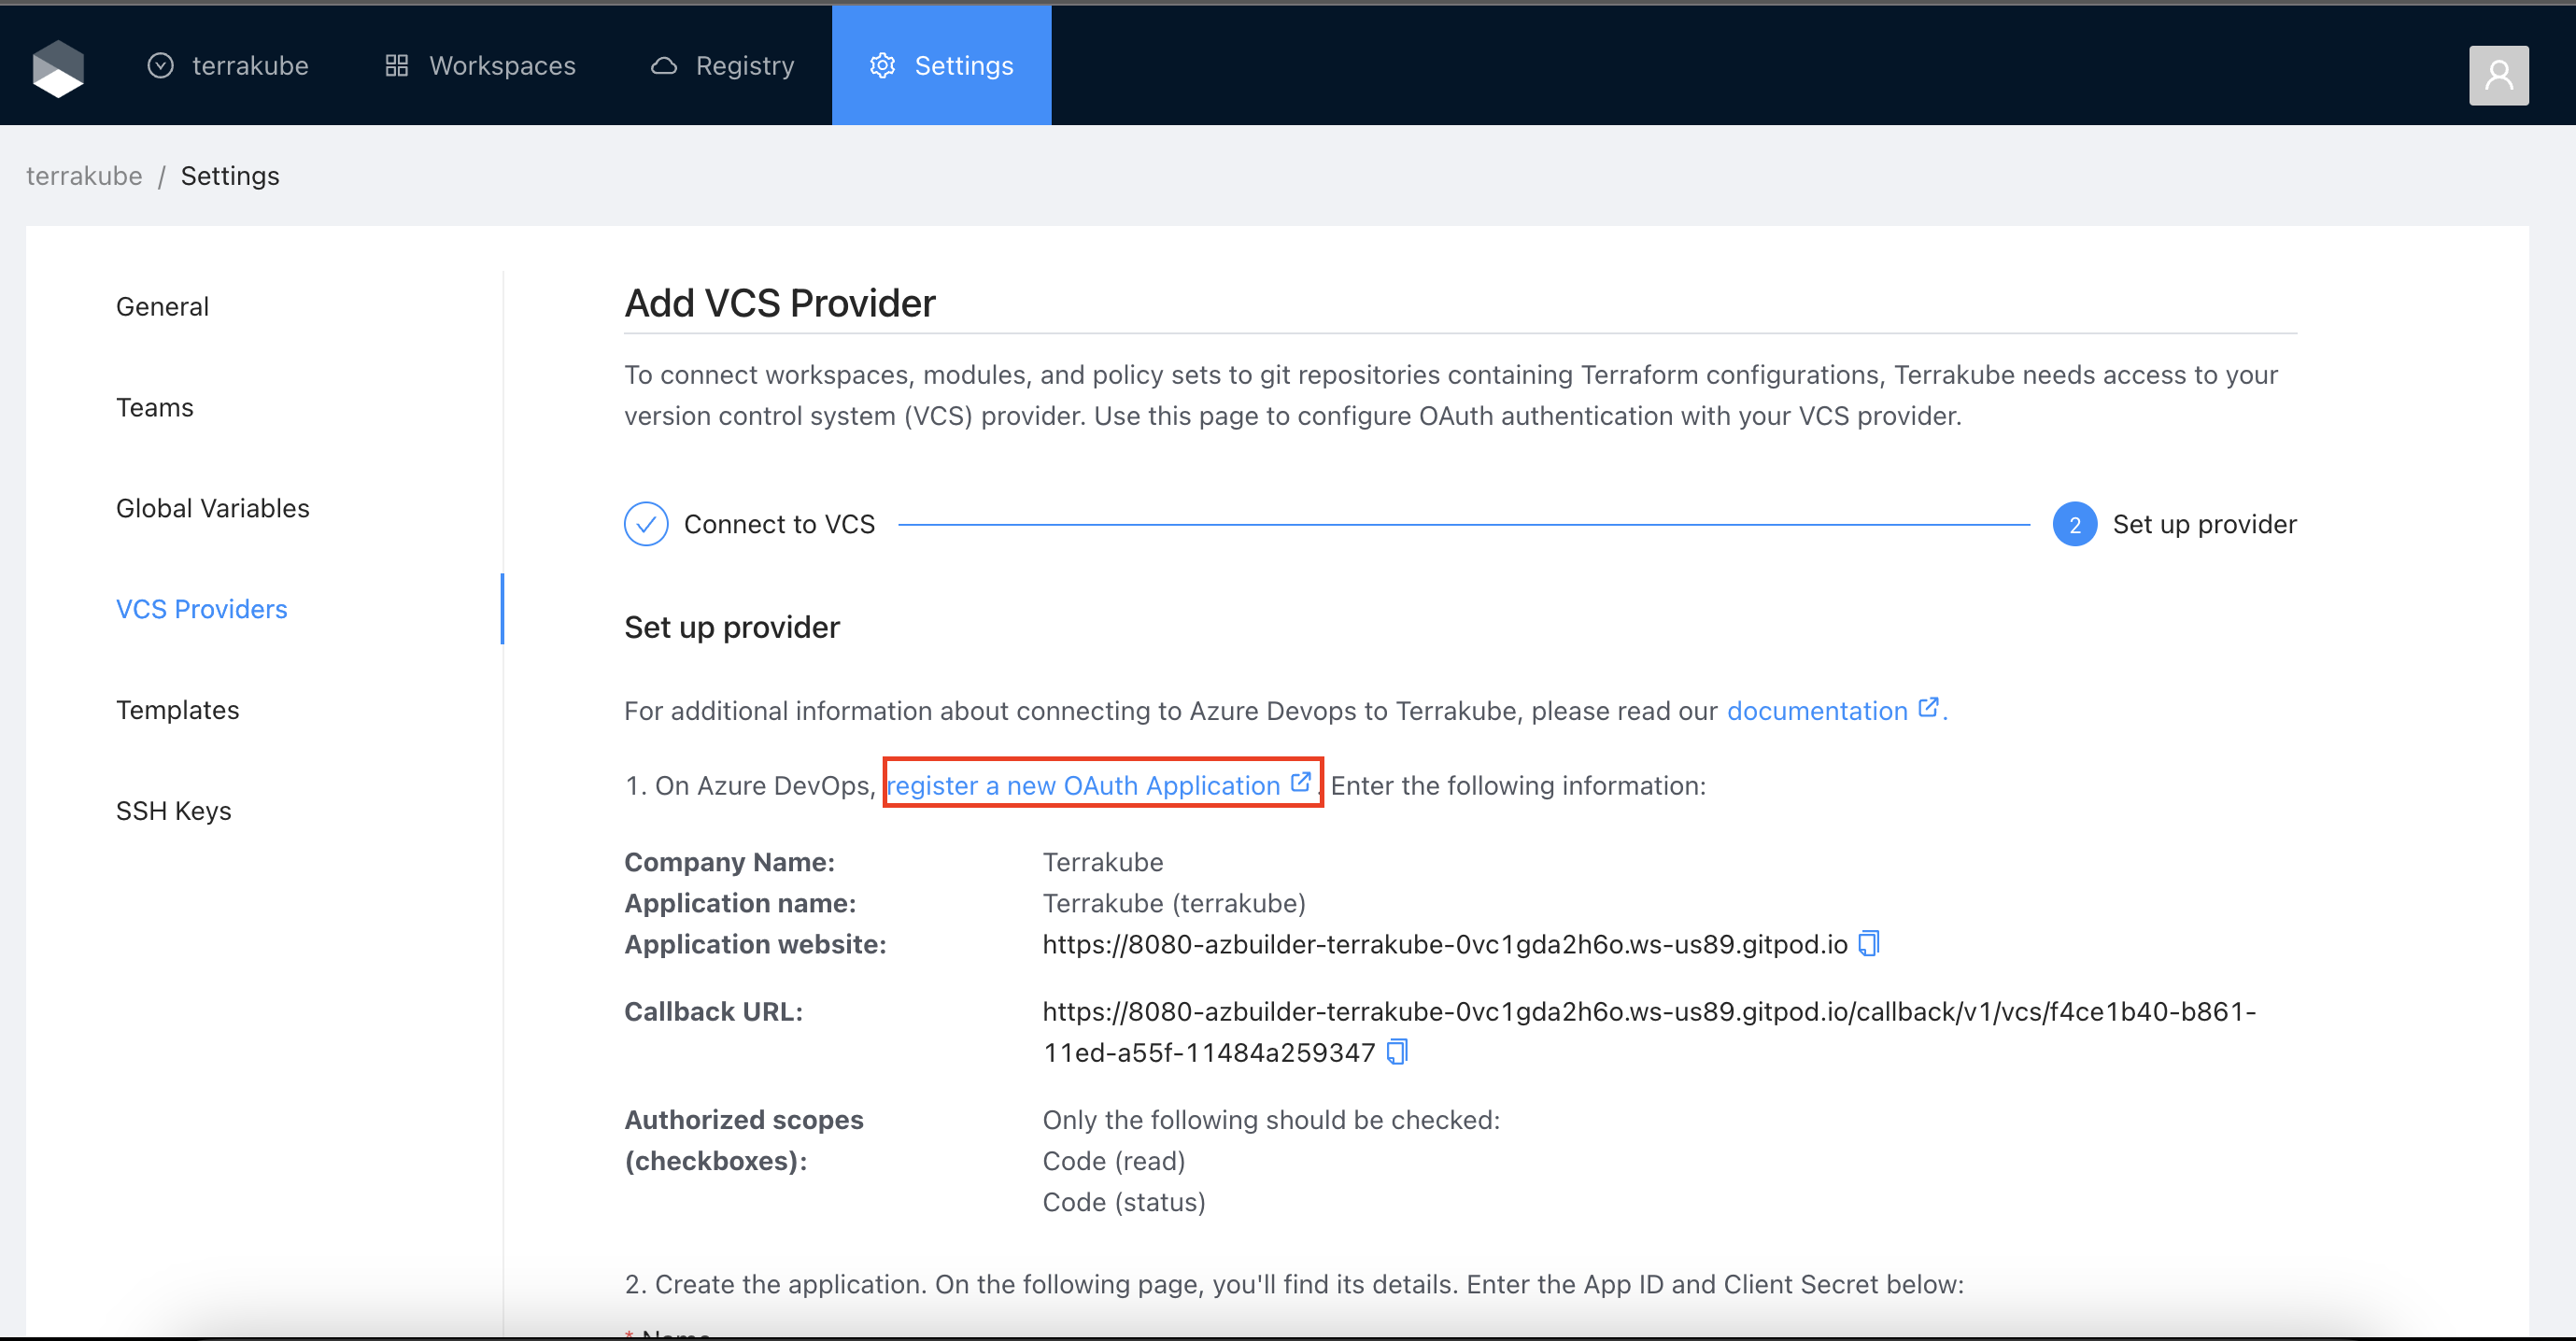 terrakube Workspaces Registry Settings
terrakube / Settings
General
Teams
Global Variables
VCS Providers
Templates
SSH Keys
Add VCS Provider
To connect workspaces, modules, and policy sets to git repositories containing Terraform configurations, Terrakube needs access to your
version control system (VCS) provider. Use this page to configure OAuth authentication with your VCS provider.
Connect to VCS 2 Set up provider
Set up provider
For additional information about connecting to Azure Devops to Terrakube, please read our documentation .
1. On Azure DevOps, register a new OAuth Application . Enter the following information:
Company Name: Terrakube
Application name: Terrakube (terrakube)
Application website: https://8080-azbuilder-terrakube-0vc1gda2h6o.ws-us89.gitpod.io
Callback URL: https://8080-azbuilder-terrakube-0vc1gda2h6o.ws-us89.gitpod.io/callback/v1/vcs/f4ce1b40-b861-
11ed-a55f-11484a259347
Authorized scopes Only the following should be checked:
(checkboxes): Code (read)
Code (status)
2. Create the application. On the following page, you'll find its details. Enter the App ID and Client Secret below:
* Name